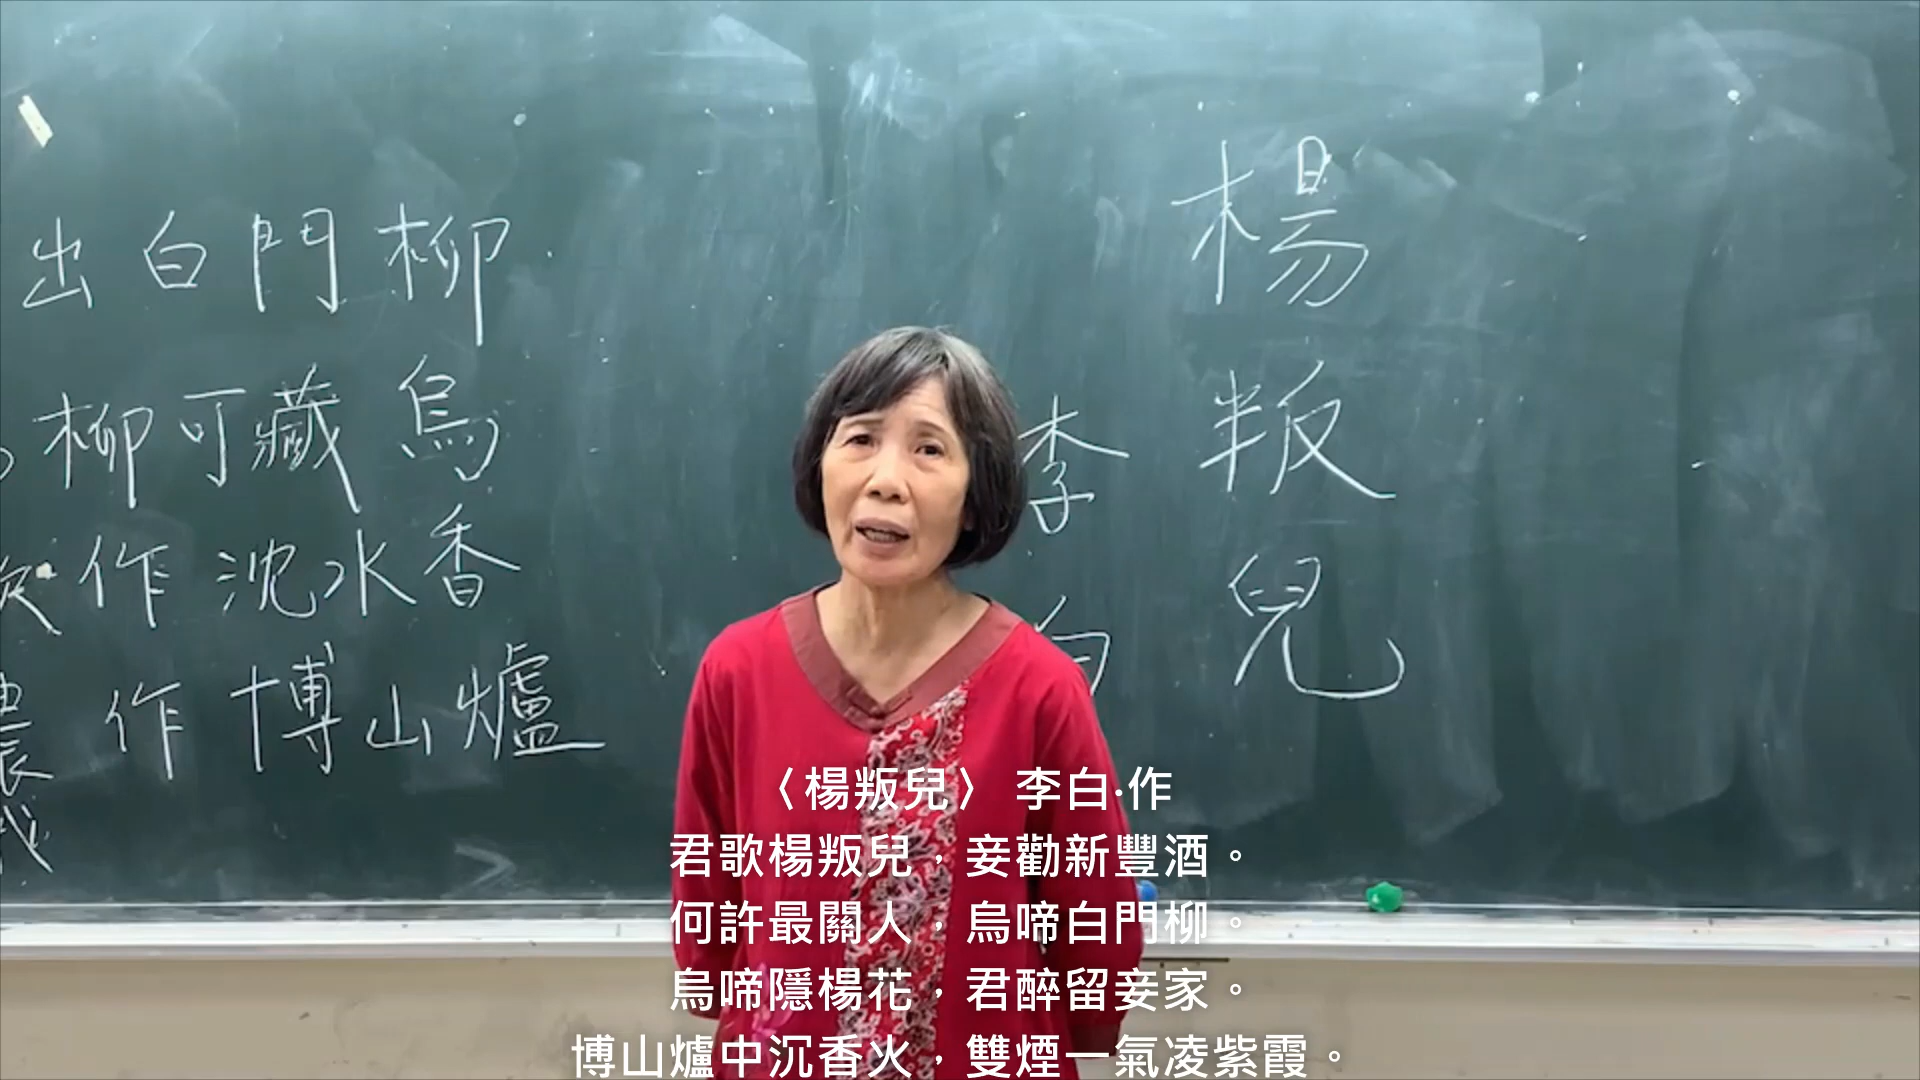 楊叛兒
李白
出白門柳
柳可藏烏
作沈水香
作博山爐
〈楊叛兒〉 李白·作
君歌楊叛兒，妾勸新豐酒。
何許最關人，烏啼白門柳。
烏啼隱楊花，君醉留妾家。
博山爐中沉香火，雙煙一氣凌紫霞。